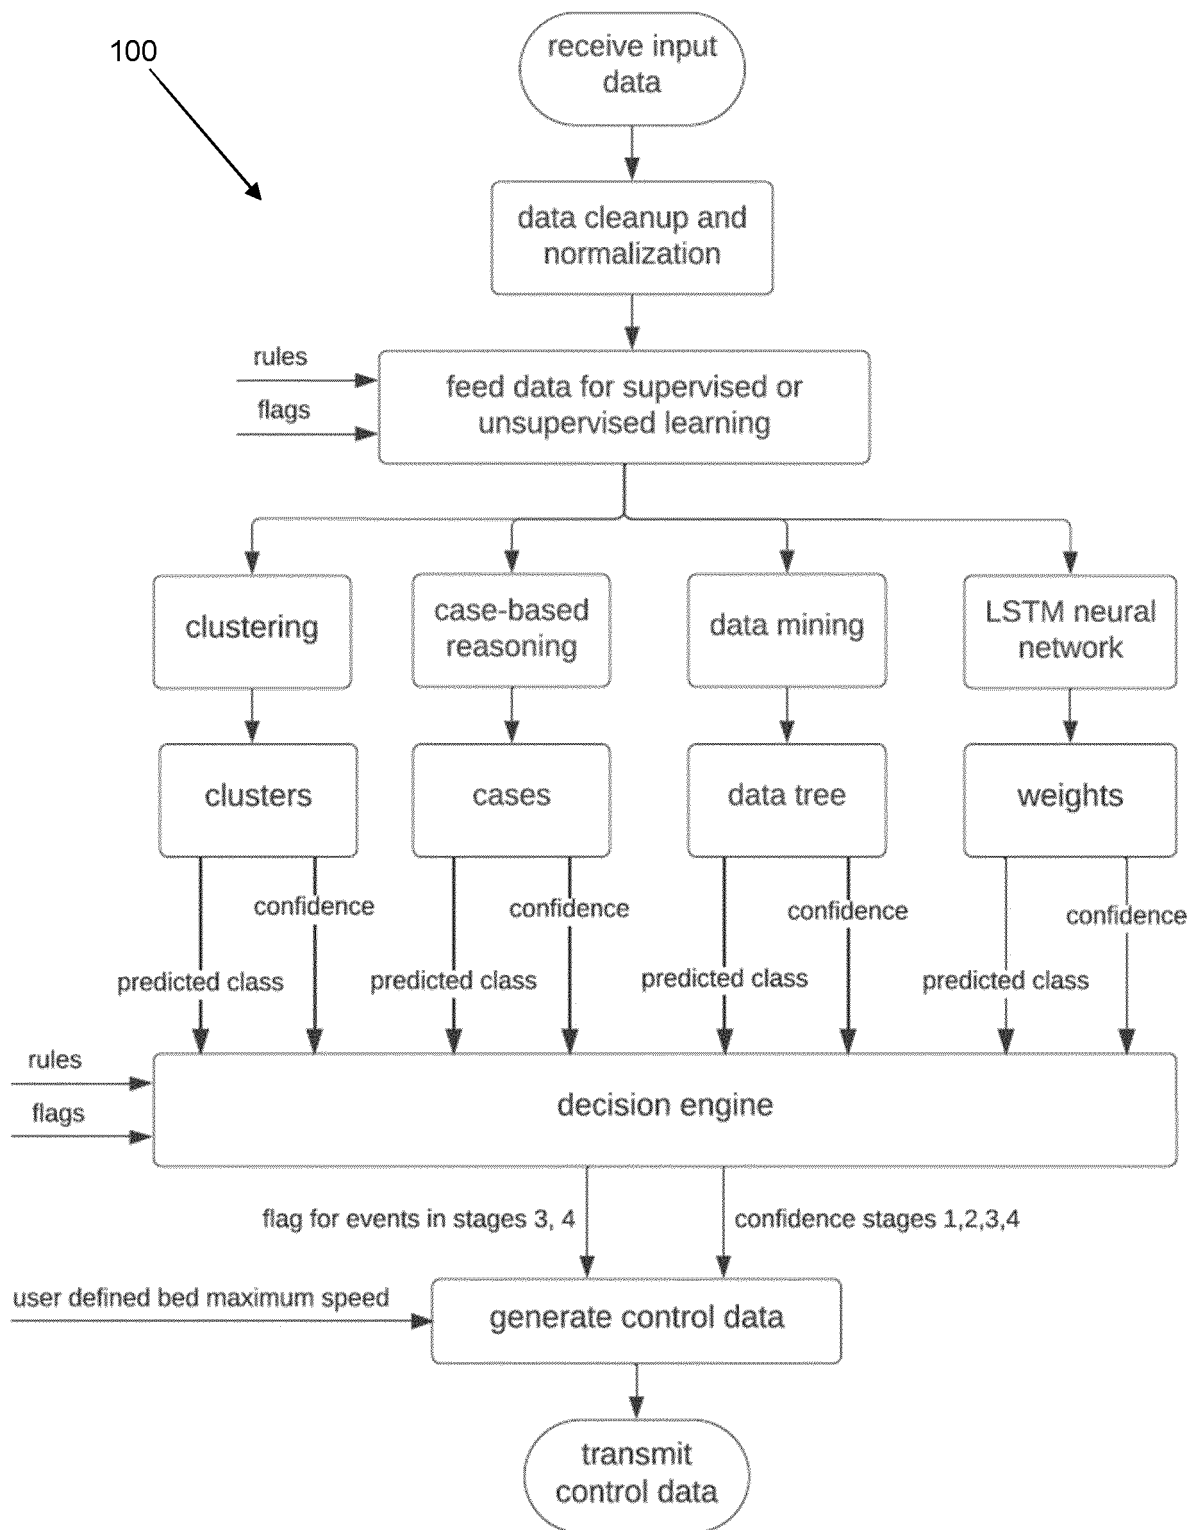 100
receive input
data
data cleanup and
normalization
rules
flags
feed data for supervised or
unsupervised learning
clustering
case-based
reasoning
data mining
LSTM neural
network
clusters
cases
data tree
weights
confidence
confidence
confidence
confidence
predicted class
predicted class
predicted class
predicted class
rules
flags
decision engine
flag for events in stages 3, 4
confidence stages 1,2,3,4
user defined bed maximum speed
generate control data
transmit
control data